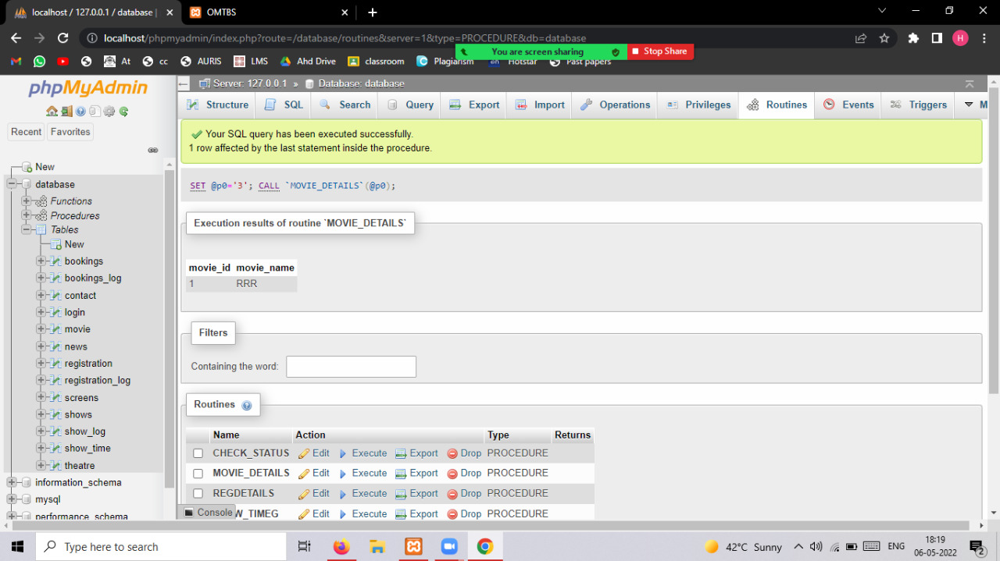 localhost / 127.0.0.1 / database |
OMTBS
localhost/phpmyadmin/index.php?route=/database/routines&server=1&type=PROCEDURE&db=database
H
You are screen sharing
Stop Share
At
cc
AURIS
LMS
Ahd Drive
classroom
Plagiarism
Hotstar
Past papers
phpMyAdmin
Recent
Favorites
New
database
Functions
Procedures
Tables
New
bookings
bookings_log
contact
login
movie
news
registration
registration_log
screens
shows
show_log
show_time
theatre
information_schema
mysql
performance_schema
Server: 127.0.0.1 » Database: database
Structure SQL Search Query Export Import Operations Privileges Routines Events Triggers M
Your SQL query has been executed successfully.
1 row affected by the last statement inside the procedure.
SET @p0='3'; CALL `MOVIE_DETAILS`(@p0);
Execution results of routine `MOVIE_DETAILS`
movie_id movie_name
1 RRR
Filters
Containing the word:
Routines
Name Action Type Returns
CHECK_STATUS Edit Execute Export Drop PROCEDURE
MOVIE_DETAILS Edit Execute Export Drop PROCEDURE
REGDETAILS Edit Execute Export Drop PROCEDURE
W_TIMEG Edit Execute Export Drop PROCEDURE
Console
Type here to search
42°C Sunny
ENG
18:19
06-05-2022
2